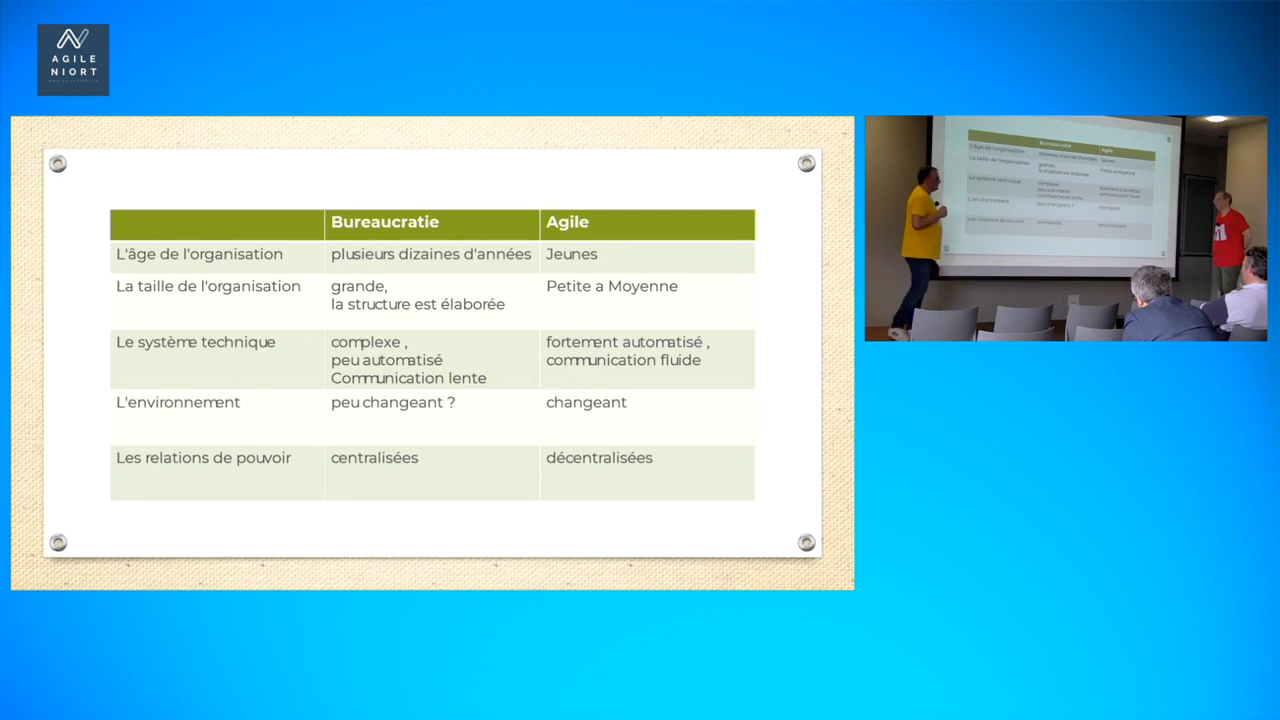 AGILE
NIORT
Bureaucratie Agile
L'âge de l'organisation plusieurs dizaines d'années Jeunes
La taille de l'organisation grande, Petite a Moyenne
la structure est élaborée
Le système technique complexe , fortement automatisé ,
peu automatisé communication fluide
Communication lente
L'environnement peu changeant ? changeant
Les relations de pouvoir centralisées décentralisées